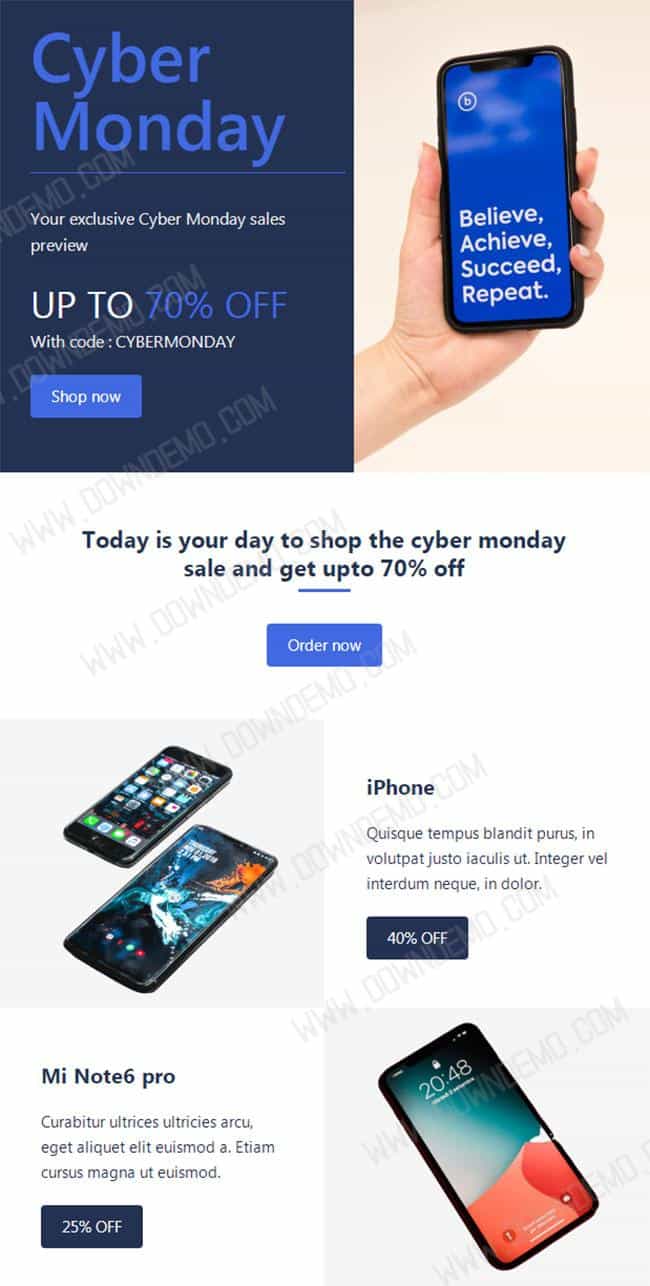 Cyber
Monday
Your exclusive Cyber Monday sales
preview
UP TO 70% OFF
With code : CYBERMONDAY
Shop now
b
Believe,
Achieve,
Succeed,
Repeat.
Today is your day to shop the cyber monday
sale and get upto 70% off
Order now
iPhone
Quisque tempus blandit purus, in
volutpat justo iaculis ut. Integer vel
interdum neque, in dolor.
40% OFF
Mi Note6 pro
Curabitur ultrices ultricies arcu,
eget aliquet elit euismod a. Etiam
cursus magna ut euismod.
25% OFF
20:48
WWW.DOWNDEMO.COM